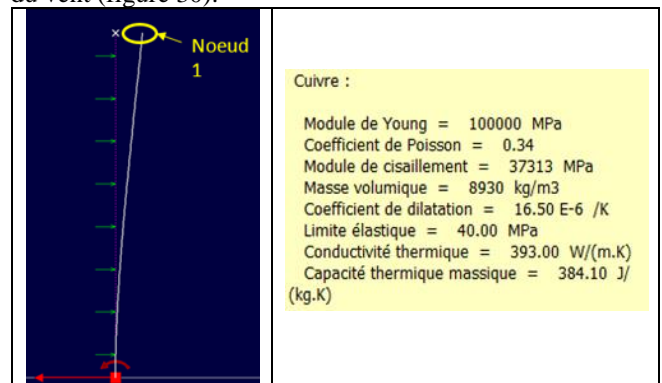 du vent (figure 30).
Noeud
1
Cuivre :
Module de Young = 100000 MPa
Coefficient de Poisson = 0.34
Module de cisaillement = 37313 MPa
Masse volumique = 8930 kg/m3
Coefficient de dilatation = 16.50 E-6 /K
Limite élastique = 40.00 MPa
Conductivité thermique = 393.00 W/(m.K)
Capacité thermique massique = 384.10 J/
(kg.K)